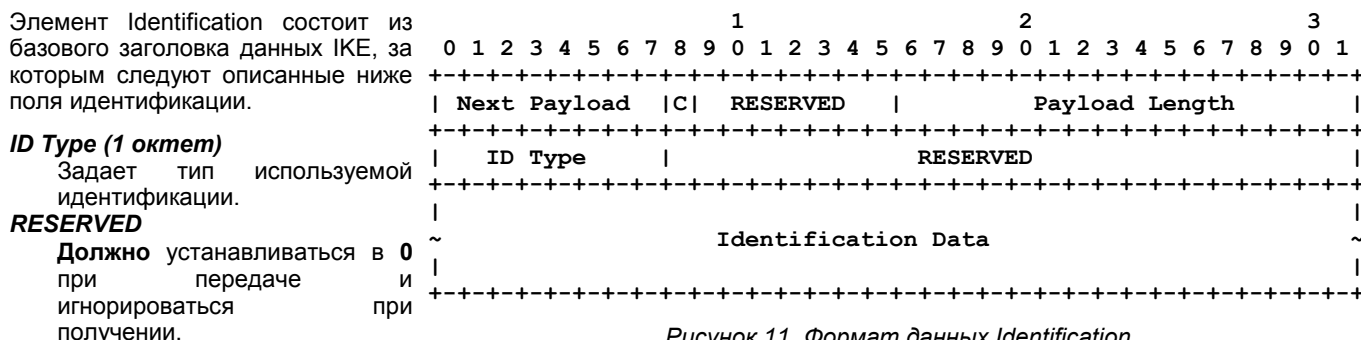 Элемент Identification состоит из
базового заголовка данных IKE, за
которым следуют описанные ниже
поля идентификации.
ID Type (1 октет)
Задает тип используемой
идентификации.
RESERVED
Должно устанавливаться в 0
при передаче и
игнорироваться при
получении.
1 2 3
0 1 2 3 4 5 6 7 8 9 0 1 2 3 4 5 6 7 8 9 0 1 2 3 4 5 6 7 8 9 0 1
+-+-+-+-+-+-+-+-+-+-+-+-+-+-+-+-+-+-+-+-+-+-+-+-+-+-+-+-+-+-+-+-+
| Next Payload |C| RESERVED | Payload Length |
+-+-+-+-+-+-+-+-+-+-+-+-+-+-+-+-+-+-+-+-+-+-+-+-+-+-+-+-+-+-+-+-+
| ID Type | RESERVED |
+-+-+-+-+-+-+-+-+-+-+-+-+-+-+-+-+-+-+-+-+-+-+-+-+-+-+-+-+-+-+-+-+
| |
~ Identification Data ~
| |
+-+-+-+-+-+-+-+-+-+-+-+-+-+-+-+-+-+-+-+-+-+-+-+-+-+-+-+-+-+-+-+-+
Рисунок 11. Формат данных Identification